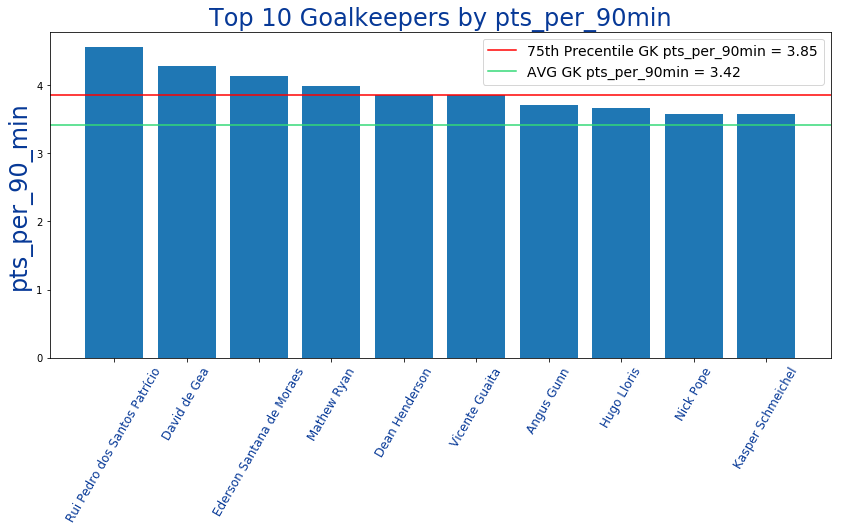 Top 10 Goalkeepers by pts_per_90min
75th Precentile GK pts_per_90min = 3.85
AVG GK pts_per_90min = 3.42
pts_per_90_min
4
3
2
1
0
Rui Pedro dos Santos Patrício
David de Gea
Ederson Santana de Moraes
Mathew Ryan
Dean Henderson
Vicente Guaita
Angus Gunn
Hugo Lloris
Nick Pope
Kasper Schmeichel